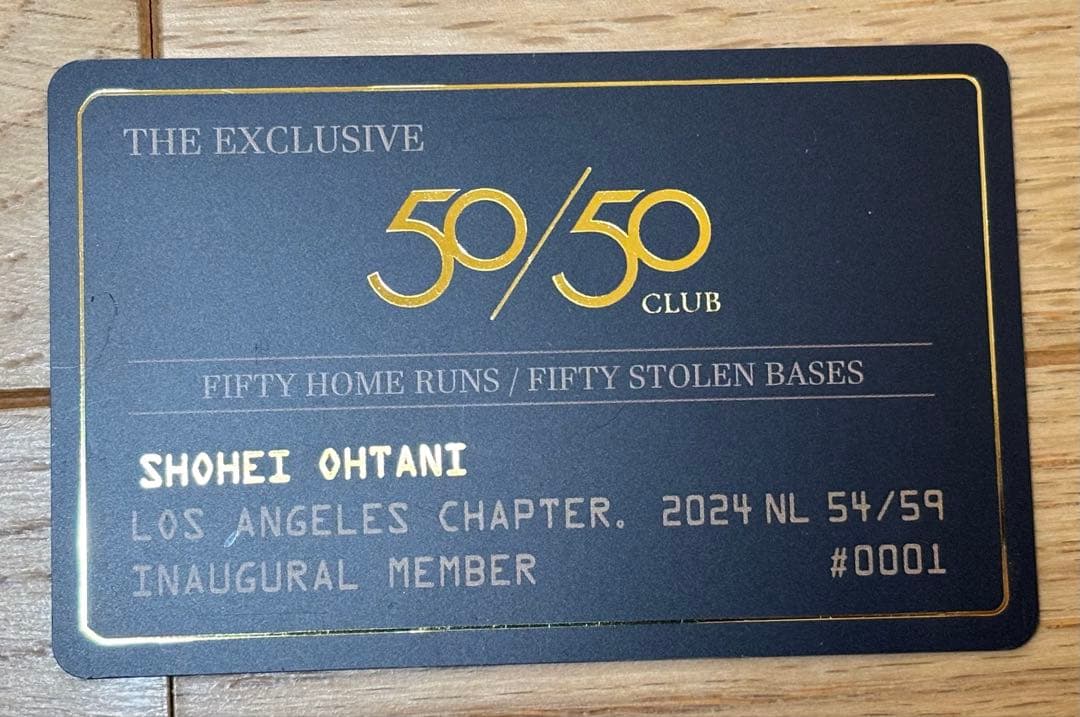 THE EXCLUSIVE
50/50
CLUB
FIFTY HOME RUNS / FIFTY STOLEN BASES
SHOHEI OHTANI
LOS ANGELES CHAPTER. 2024 NL 54/59
INAUGURAL MEMBER #0001